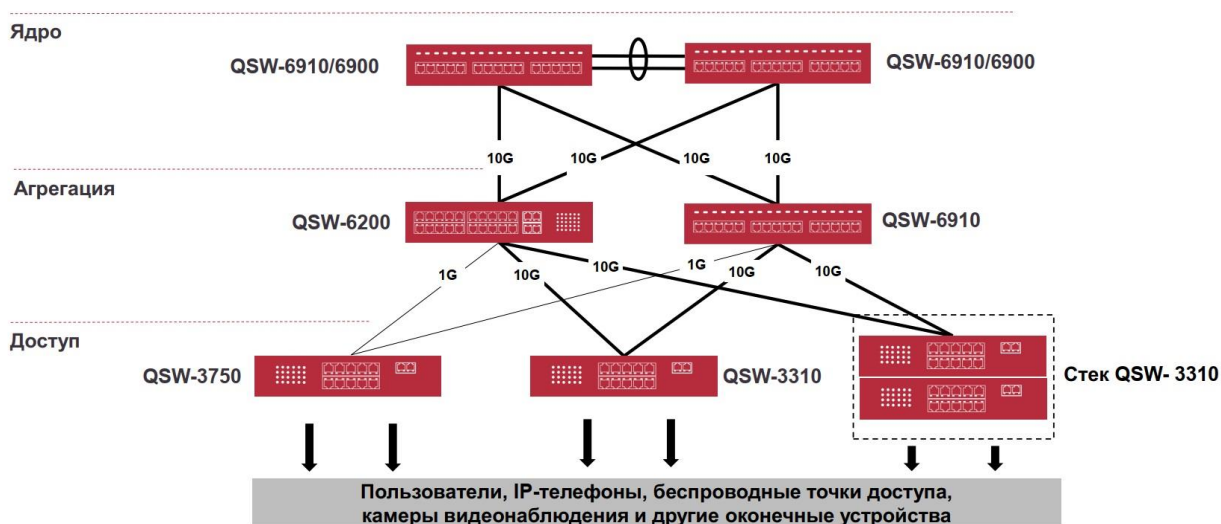 Ядро
QSW-6910/6900
QSW-6910/6900
10G
10G
10G
10G
Агрегация
QSW-6200
QSW-6910
1G
10G
10G
1G
10G
10G
Доступ
QSW-3750
QSW-3310
Стек QSW- 3310
Пользователи, IP-телефоны, беспроводные точки доступа,
камеры видеонаблюдения и другие оконечные устройства